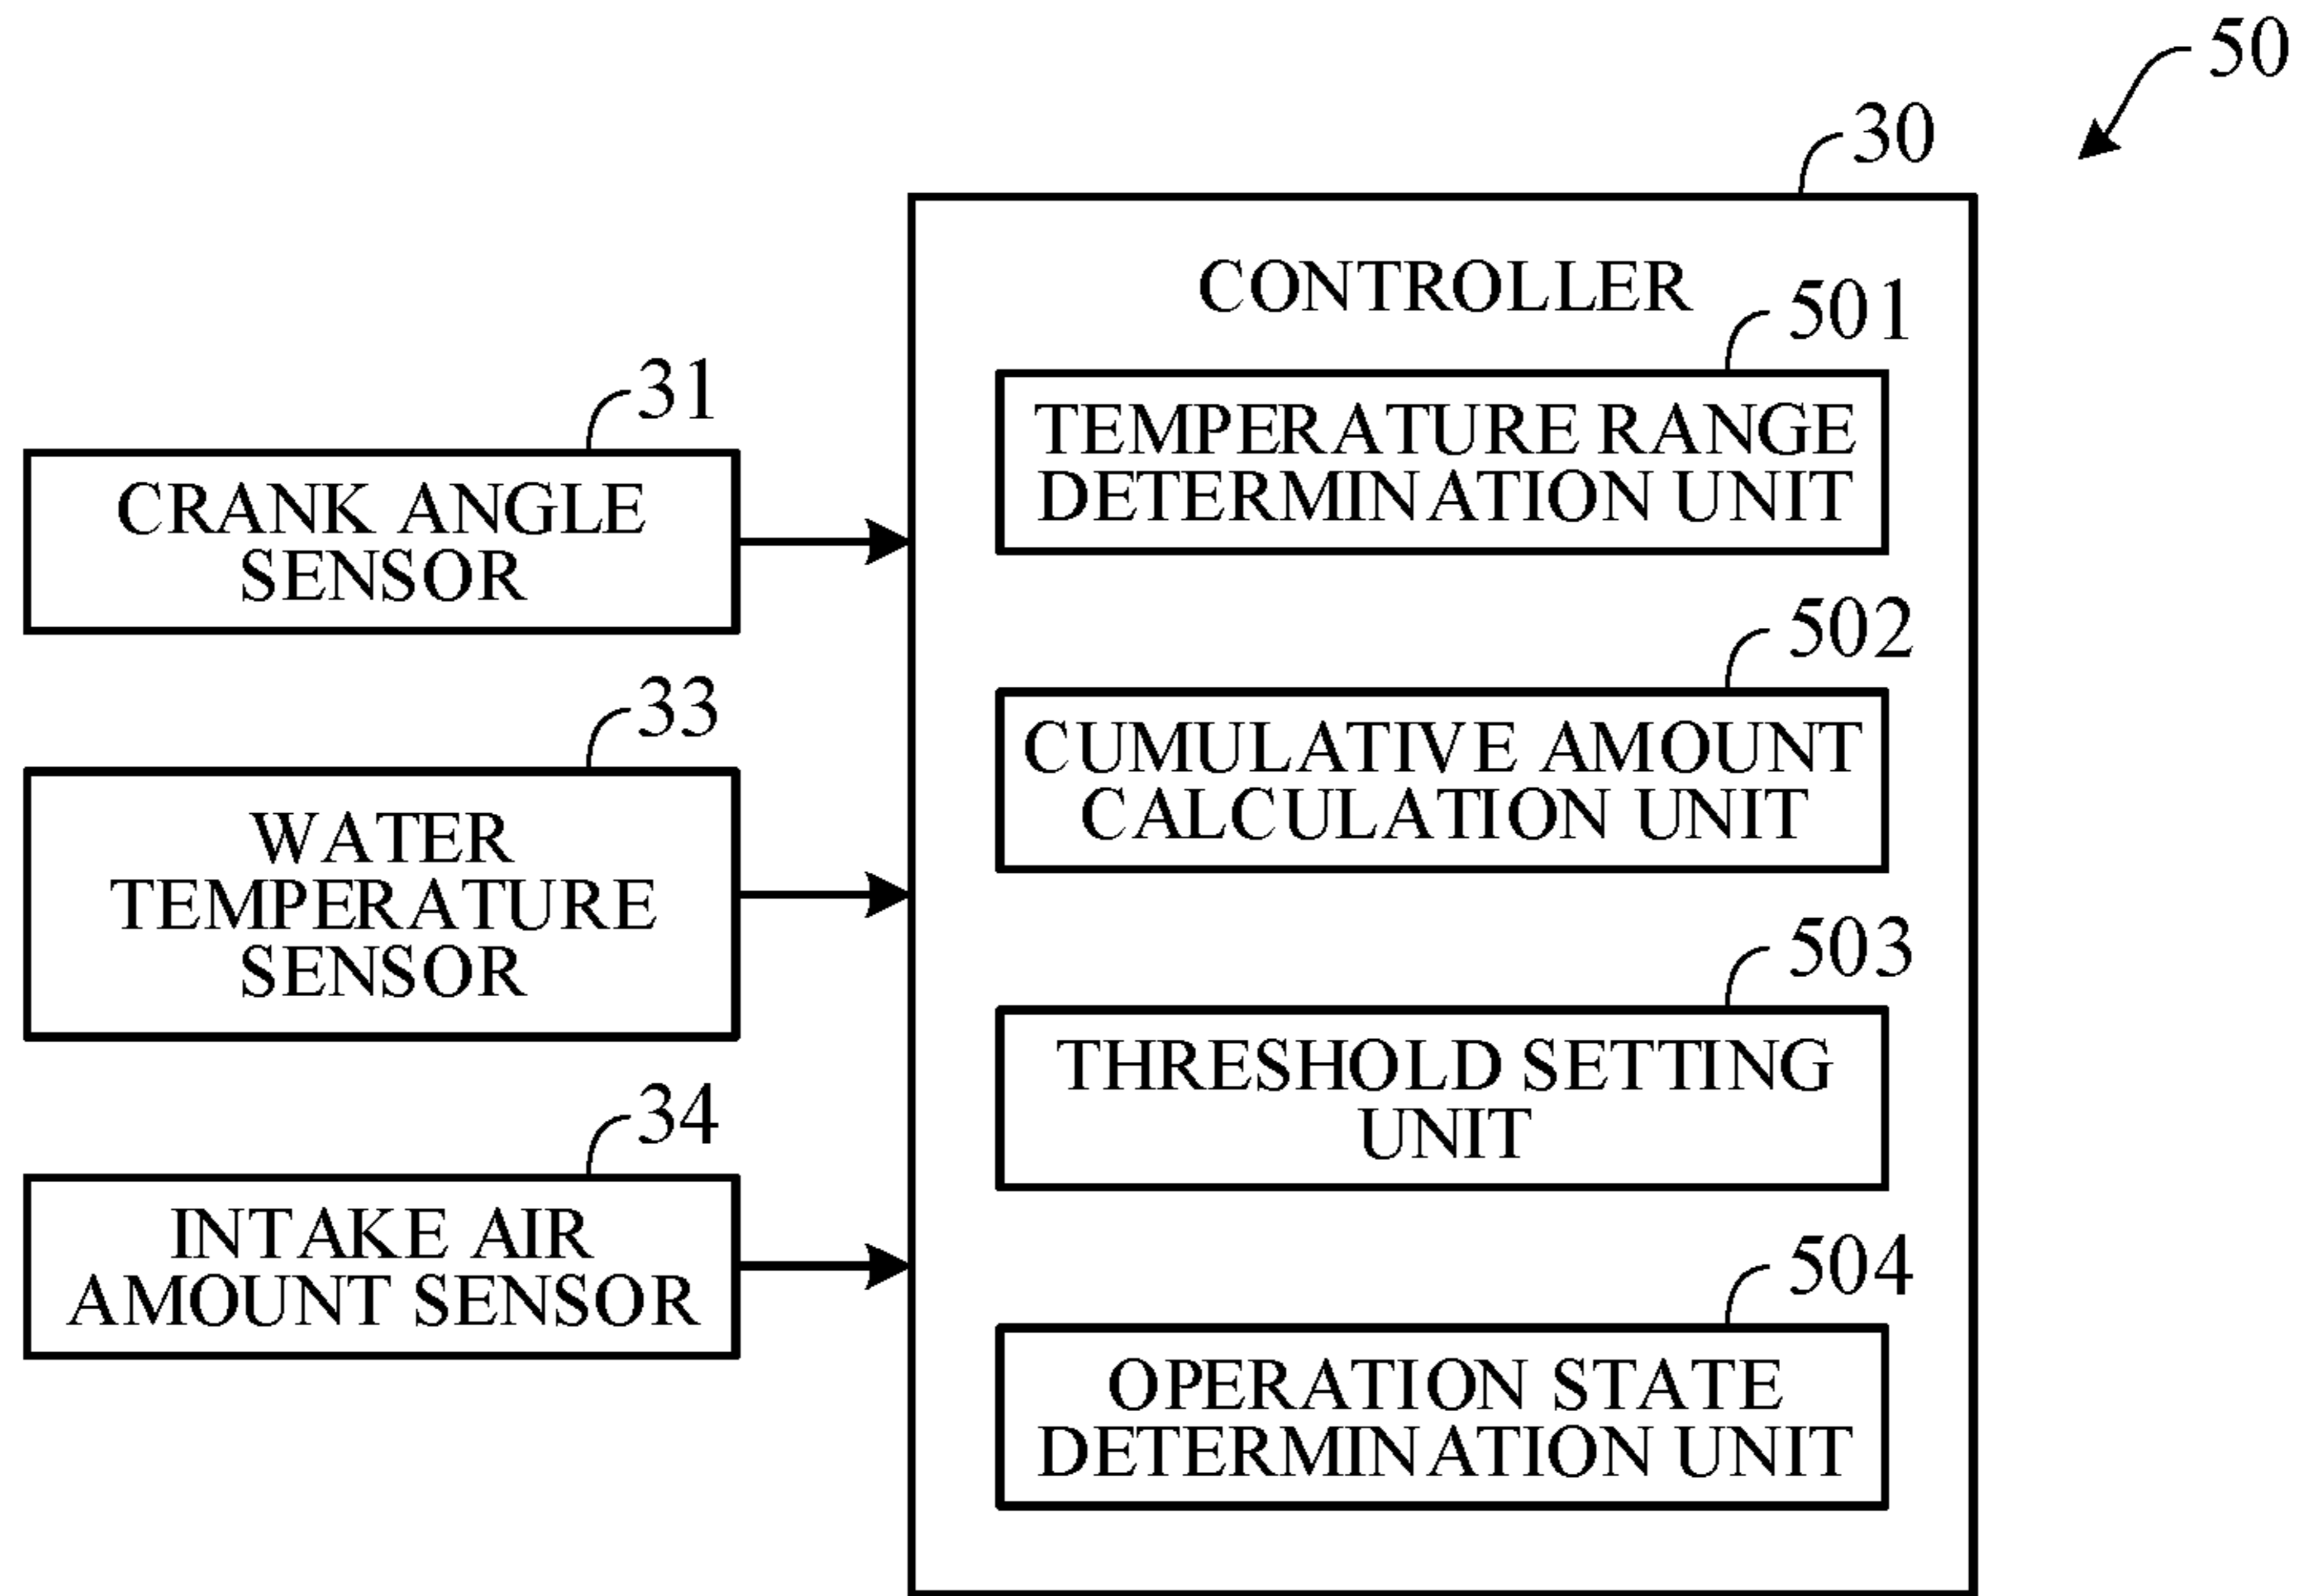 50
30
CONTROLLER
501
TEMPERATURE RANGE
DETERMINATION UNIT
31
CRANK ANGLE
SENSOR
502
CUMULATIVE AMOUNT
CALCULATION UNIT
33
WATER
TEMPERATURE
SENSOR
503
THRESHOLD SETTING
UNIT
34
INTAKE AIR
AMOUNT SENSOR
504
OPERATION STATE
DETERMINATION UNIT